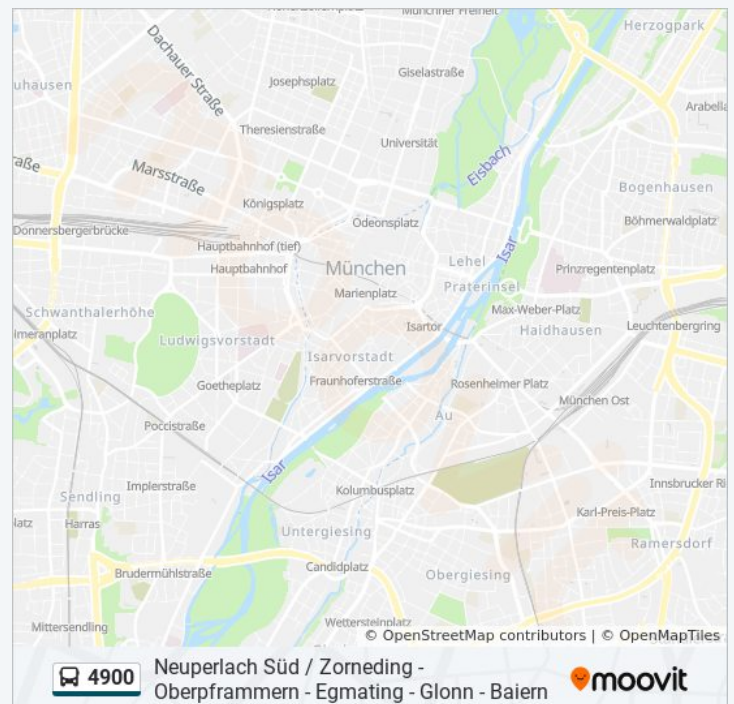 Münchner Freiheit
Herzogpark
Dachauer Straße
Giselastraße
Josephsplatz
uhausen
Arabella
Theresienstraße
Universität
Eisbach
aße
Marsstraße
Bogenhausen
Königsplatz
Odeonsplatz
Böhmerwaldplatz
Donnersbergerbrücke
Hauptbahnhof (tief)
Lehel
Isar
Hauptbahnhof
München
Prinzregentenplatz
Praterinsel
Marienplatz
Max-Weber-Platz
Schwanthalerhöhe
Isartor
Haidhausen
Leuchtenbergring
eimeranplatz
Ludwigsvorstadt
Isarvorstadt
Goetheplatz
Fraunhoferstraße
Rosenheimer Platz
München Ost
Au
Poccistraße
Isar
Implerstraße
Kolumbusplatz
Innsbrucker Ri
Sendling
Karl-Preis-Platz
latz
Harras
Untergiesing
Ramersdorf
Brudermühlstraße
Candidplatz
Obergiesing
Mittersendling
Wettersteinplatz
© OpenStreetMap contributors | © OpenMapTiles
4900
Neuperlach Süd / Zorneding -
Oberpframmern - Egmating - Glonn - Baiern
moovit